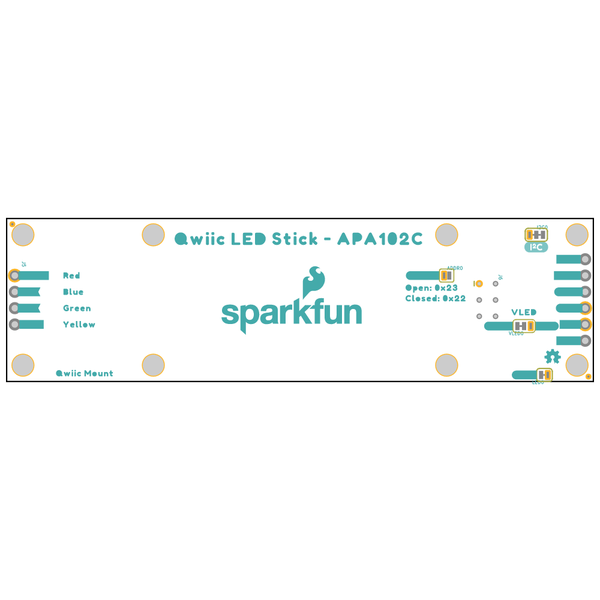 Qwiic LED Stick - APA102C
I²C
Red
Blue
Green
Yellow
sparkfun
Open: 0x23
Closed: 0x22
VLED
Qwiic Mount